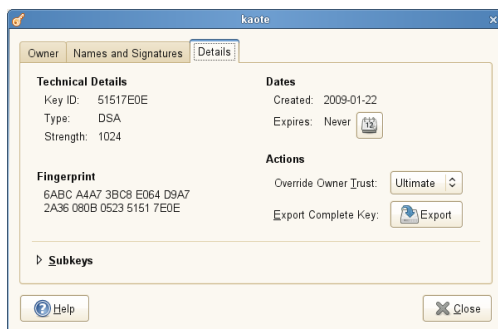 kaote
Owner Names and Signatures Details
Technical Details
Key ID: 51517E0E
Type: DSA
Strength: 1024
Fingerprint
6ABC A4A7 3BC8 E064 D9A7
2A36 080B 0523 5151 7E0E
Dates
Created: 2009-01-22
Expires: Never 12
Actions
Override Owner Trust: Ultimate
Export Complete Key: Export
Subkeys
Help
Close